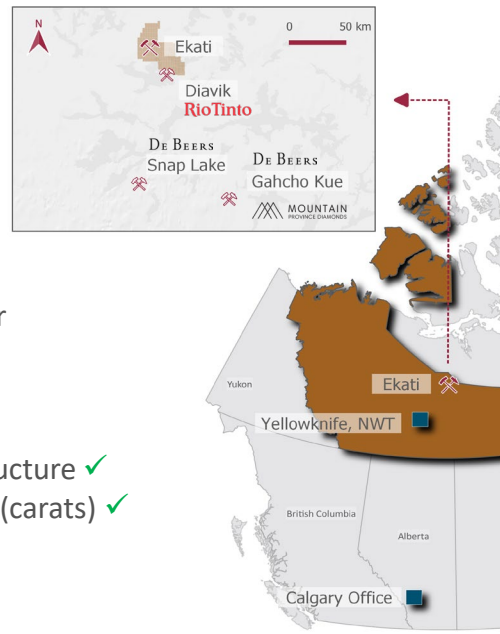 N
0 50 km
Ekati
Diavik
RioTinto
DE BEERS
Snap Lake
DE BEERS
Gahcho Kue
MOUNTAIN
PROVINCE DIAMONDS
r
ucture ✓
(carats) ✓
Yukon
Ekati
Yellowknife, NWT
British Columbia
Alberta
Calgary Office